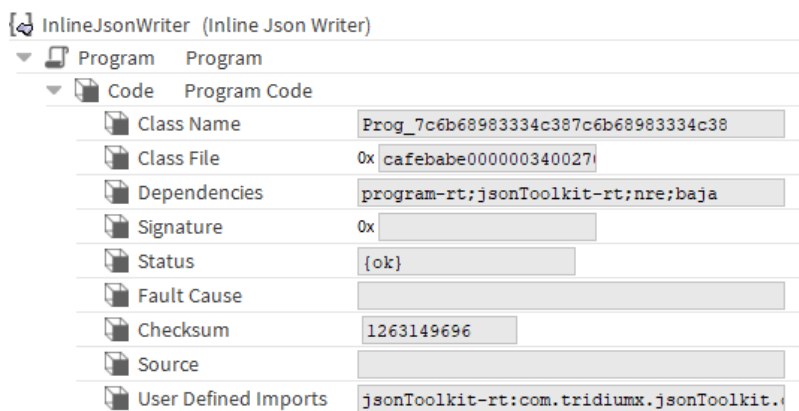 InlineJsonWriter (Inline Json Writer)
Program Program
Code Program Code
Class Name Prog_7c6b68983334c387c6b68983334c38
Class File 0x cafebabe0000003400270
Dependencies program-rt;jsonToolkit-rt;nre;baja
Signature 0x
Status {ok}
Fault Cause
Checksum 1263149696
Source
User Defined Imports jsonToolkit-rt:com.tridiumx.jsonToolkit.